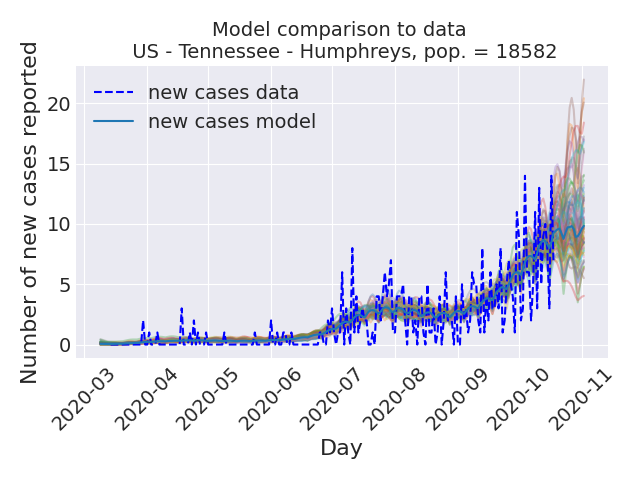 Model comparison to data
US - Tennessee - Humphreys, pop. = 18582
Number of new cases reported
new cases data
new cases model
20
15
10
5
0
2020-03
2020-04
2020-05
2020-06
2020-07
2020-08
2020-09
2020-10
2020-11
Day